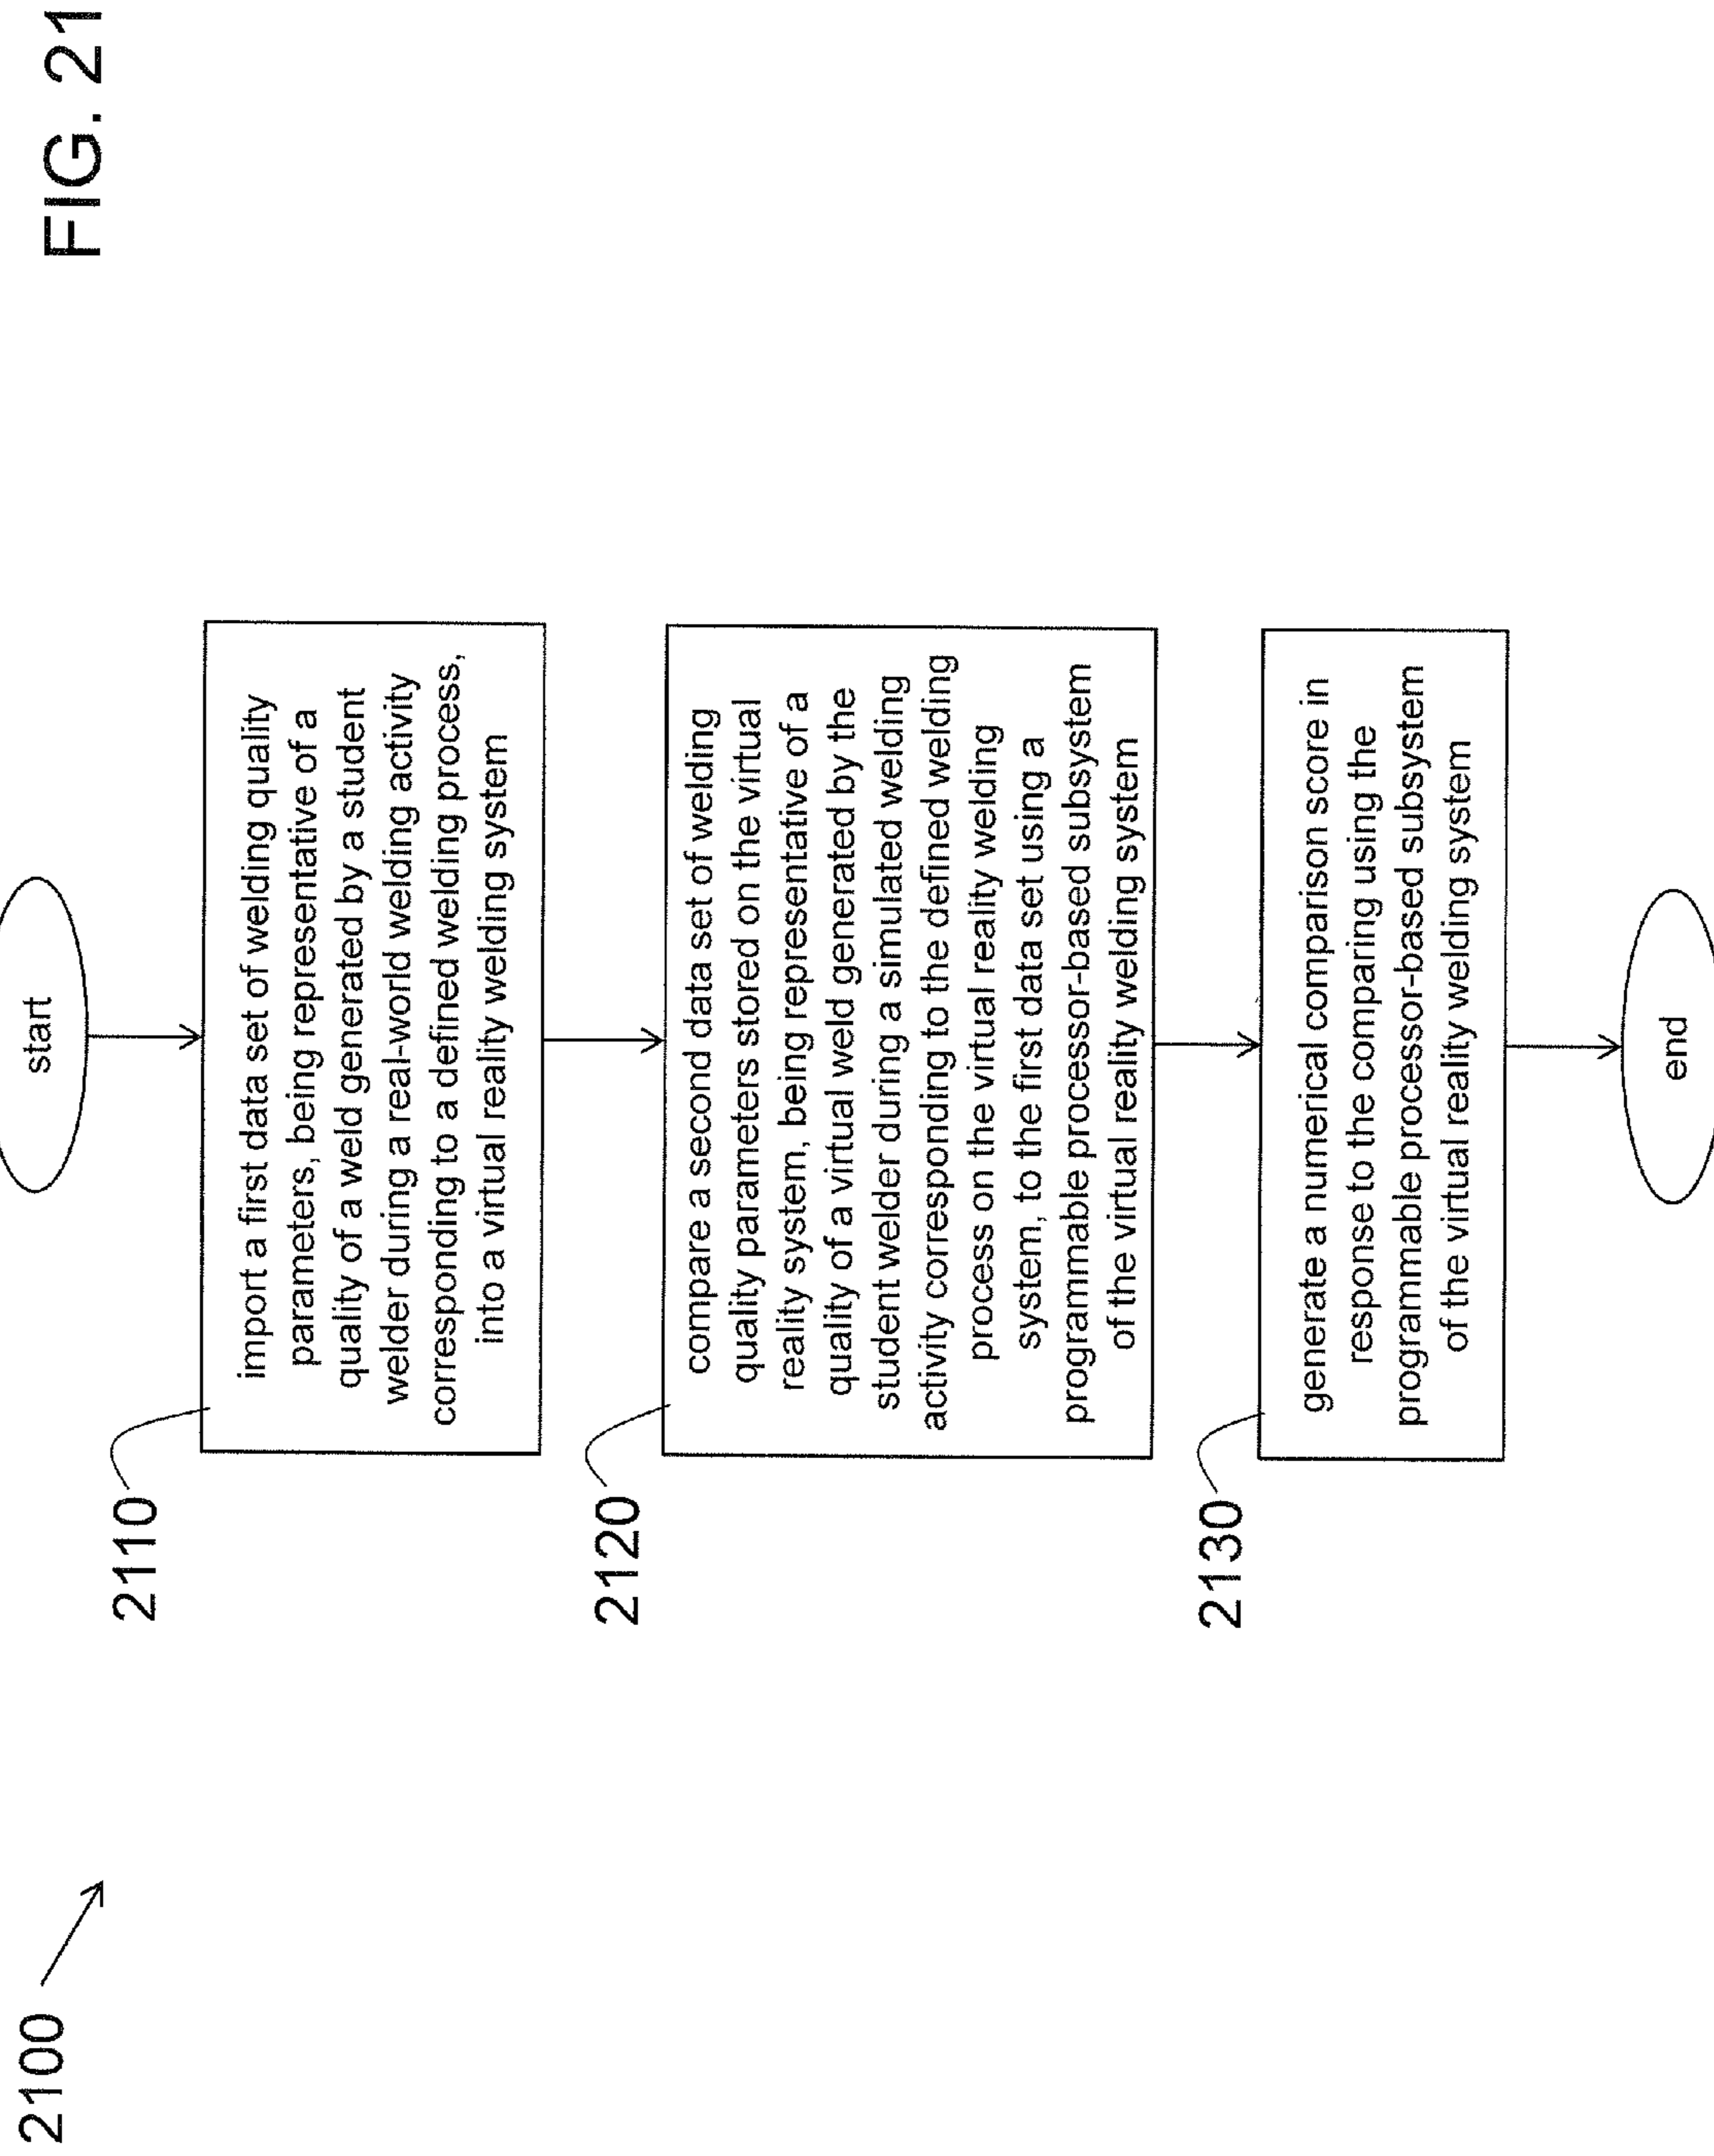 FIG. 21
2100
start
2110
import a first data set of welding quality
parameters, being representative of a
quality of a weld generated by a student
welder during a real-world welding activity
corresponding to a defined welding process,
into a virtual reality welding system
2120
compare a second data set of welding
quality parameters stored on the virtual
reality system, being representative of a
quality of a virtual weld generated by the
student welder during a simulated welding
activity corresponding to the defined welding
process on the virtual reality welding
system, to the first data set using a
programmable processor-based subsystem
of the virtual reality welding system
2130
generate a numerical comparison score in
response to the comparing using the
programmable processor-based subsystem
of the virtual reality welding system
end